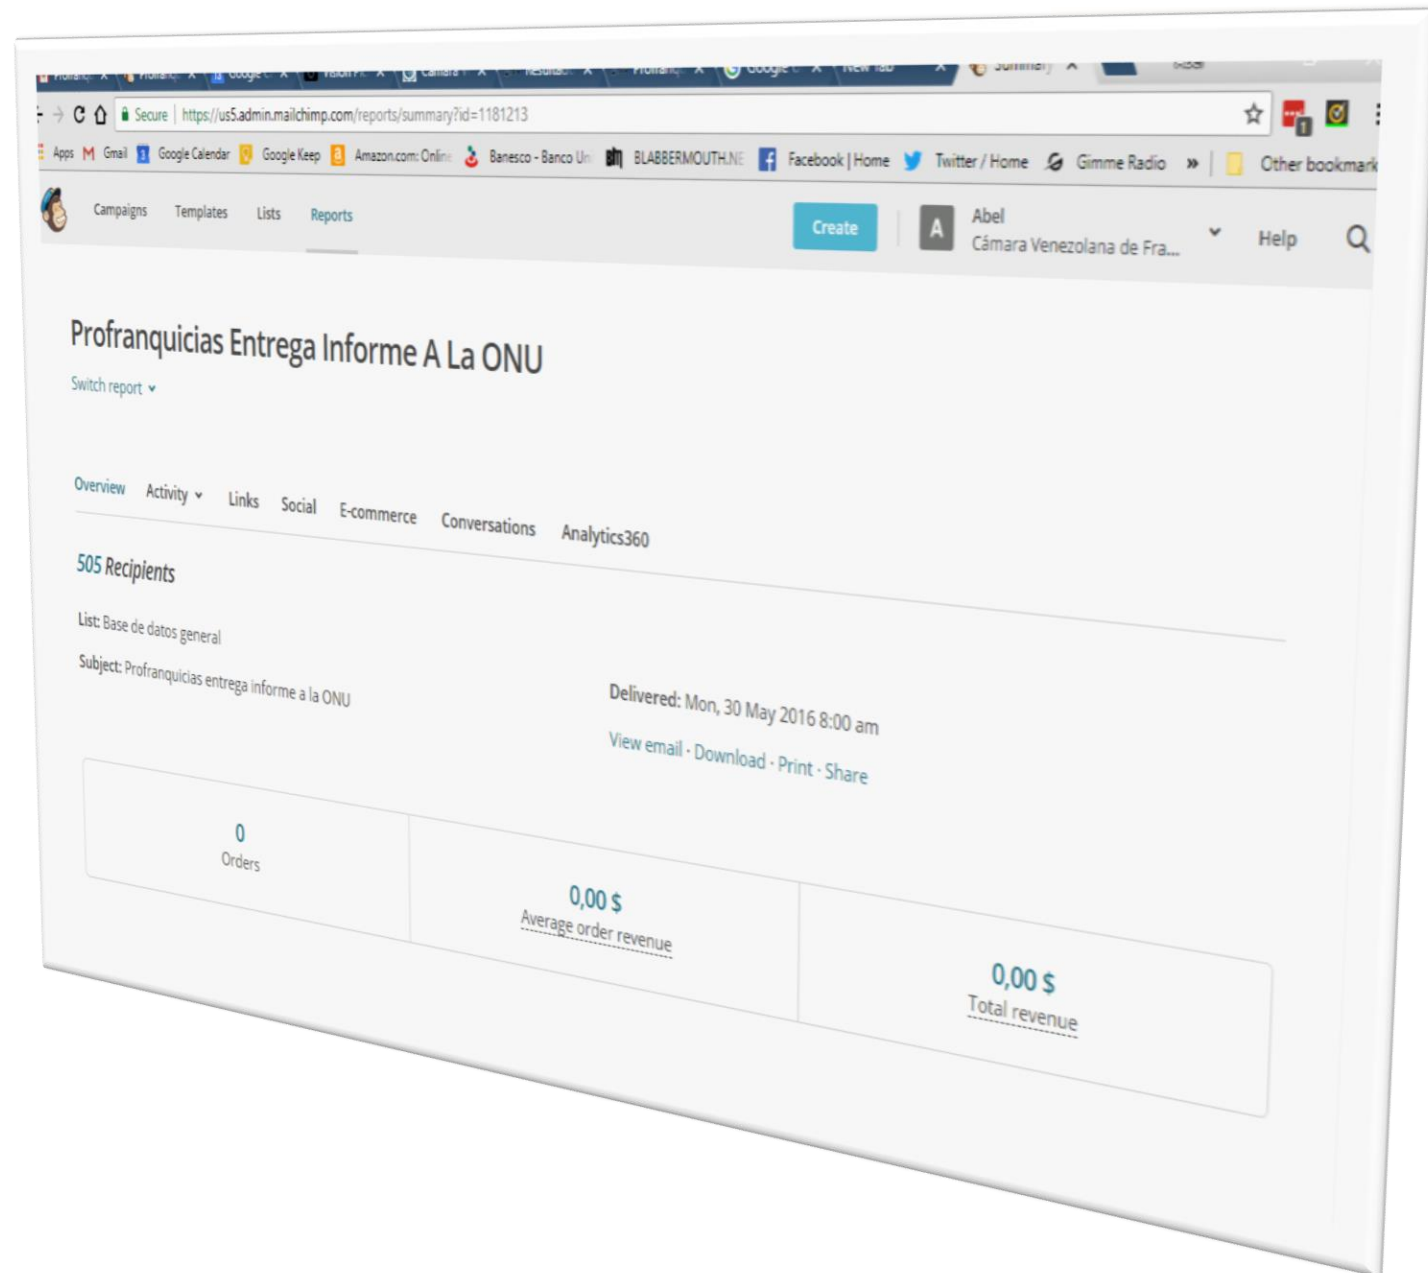 Secure | https://us5.admin.mailchimp.com/reports/summary?id=1181213
Apps Gmail Google Calendar Google Keep Amazon.com: Online Banesco - Banco Un BLABBERMOUTH.NE Facebook | Home Twitter / Home Gimme Radio » Other bookmark
Campaigns Templates Lists Reports Create A Abel Help
Cámara Venezolana de Fra...
Profranquicias Entrega Informe A La ONU
Switch report
Overview Activity Links Social E-commerce Conversations Analytics360
505 Recipients
List: Base de datos general
Subject: Profranquicias entrega informe a la ONU
Delivered: Mon, 30 May 2016 8:00 am
View email · Download · Print · Share
0
Orders
0,00 $
Average order revenue
0,00 $
Total revenue